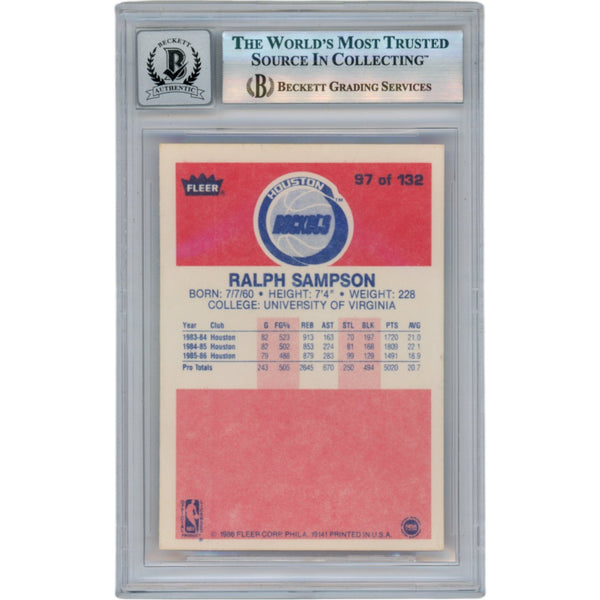 BECKETT
B
AUTHENTIC
THE WORLD'S MOST TRUSTED
SOURCE IN COLLECTING™
B BECKETT GRADING SERVICES
FLEER
HOUSTON
ROCKETS
97 of 132
RALPH SAMPSON
BORN: 7/7/60 • HEIGHT: 7'4" • WEIGHT: 228
COLLEGE: UNIVERSITY OF VIRGINIA
Year Club G FG% REB AST STL BLK PTS AVG
1983-84 Houston 82 523 913 163 70 197 1720 21.0
1984-85 Houston 82 502 853 224 81 168 1809 22.1
1985-86 Houston 79 488 879 283 99 129 1491 18.9
Pro Totals 243 505 2645 670 250 494 5020 20.7
NBA
© 1986 FLEER CORP. PHILA. 19141 PRINTED IN U.S.A.